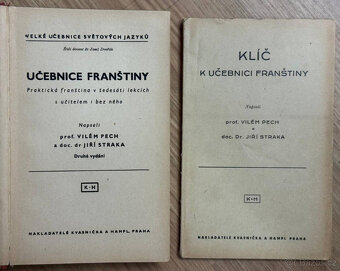 VELKÉ UČEBNICE SVĚTOVÝCH JAZYKŮ
UČEBNICE FRANŠTINY
Praktická franština v šedesáti lekcích
s učitelem i bez něho
Napsali
prof. VILÉM PECH
a doc. dr JIŘÍ STRAKA
Druhé vydání
K·H
NAKLADATELÉ KVASNIČKA A HAMPL, PRAHA
KLÍČ
K UČEBNICI FRANŠTINY
Napsali
prof. VILÉM PECH
a
doc. Dr. JIŘÍ STRAKA
K·H
NAKLADATELÉ KVASNIČKA A HAMPL, PRAHA